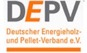 DEPV
Deutscher Energieholz-
und Pellet-Verband e.V.